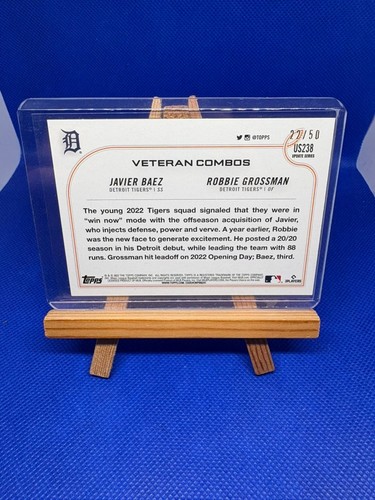 D
@TOPPS
22/50
US238
UPDATE SERIES
VETERAN COMBOS
JAVIER BAEZ ROBBIE GROSSMAN
DETROIT TIGERS | SS DETROIT TIGERS | OF
The young 2022 Tigers squad signaled that they were in
"win now" mode with the offseason acquisition of Javier,
who injects defense, power and verve. A year earlier, Robbie
was the new face to generate excitement. He posted a 20/20
season in his Detroit debut, while leading the team with 88
runs. Grossman hit leadoff on 2022 Opening Day; Baez, third.
Topps
PLAYERS